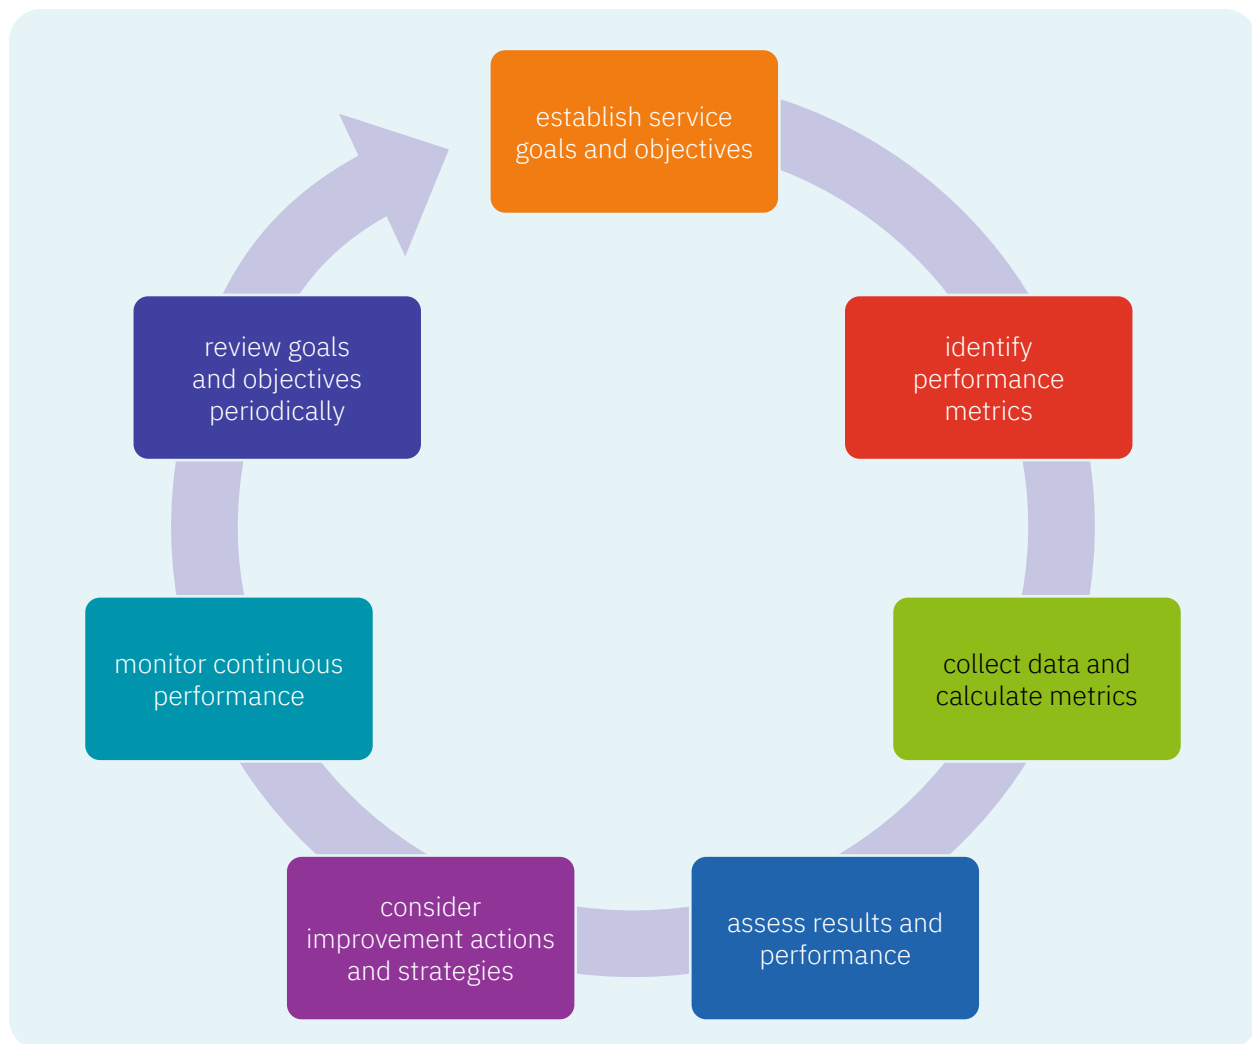 establish service
goals and objectives
identify
performance
metrics
collect data and
calculate metrics
assess results and
performance
consider
improvement actions
and strategies
monitor continuous
performance
review goals
and objectives
periodically